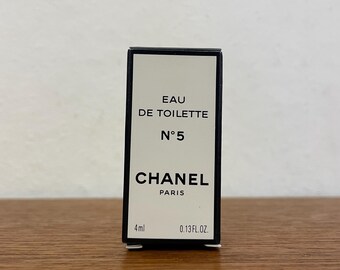 EAU
DE TOILETTE
N°5
CHANEL
PARIS
4ml 0.13 FL.OZ.